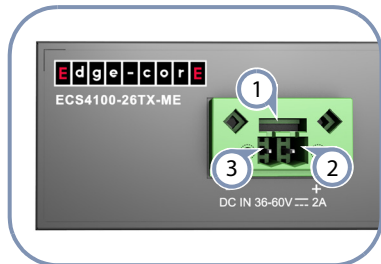 Edge-corE
ECS4100-26TX-ME
1
3
2
+
DC IN 36-60V ⎓ 2A